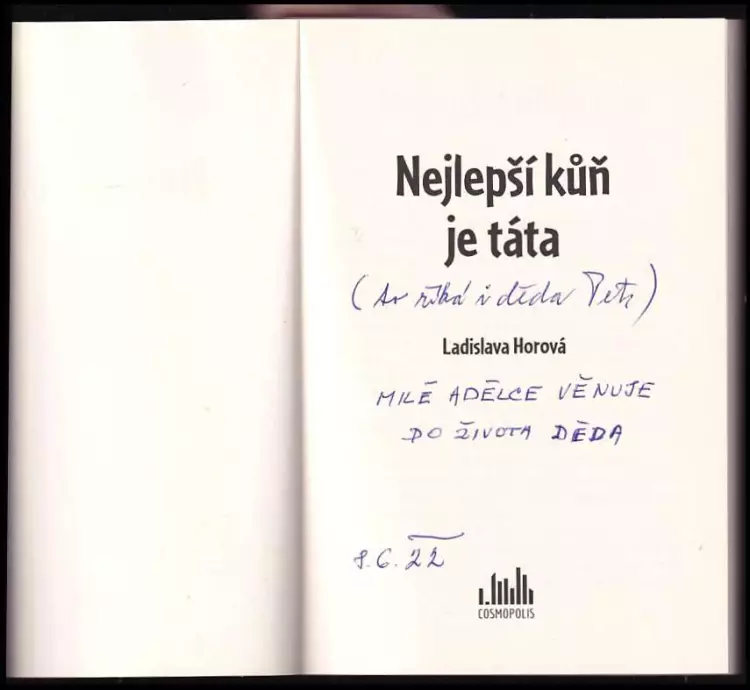 Nejlepší kůň
je táta
(to říká i děda Petr)
Ladislava Horová
MILÉ ADÉLCE VĚNUJE
DO ŽIVOTA DĚDA
8.6.22
COSMOPOLIS